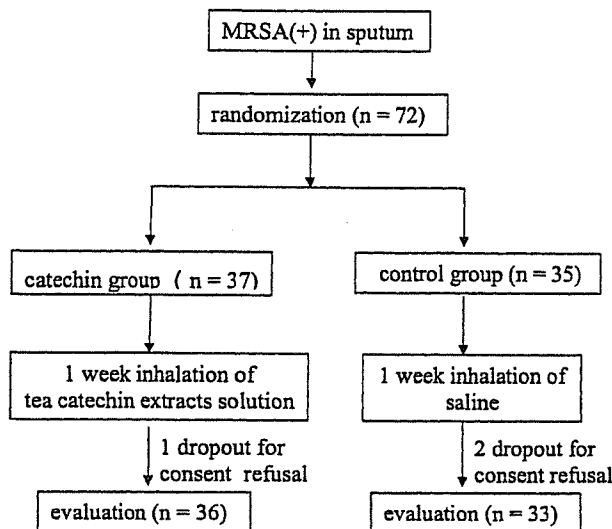 MRSA(+) in sputum
randomization (n = 72)
catechin group ( n = 37)
control group (n = 35)
1 week inhalation of
tea catechin extracts solution
1 week inhalation of
saline
1 dropout for
consent refusal
2 dropout for
consent refusal
evaluation (n = 36)
evaluation (n = 33)